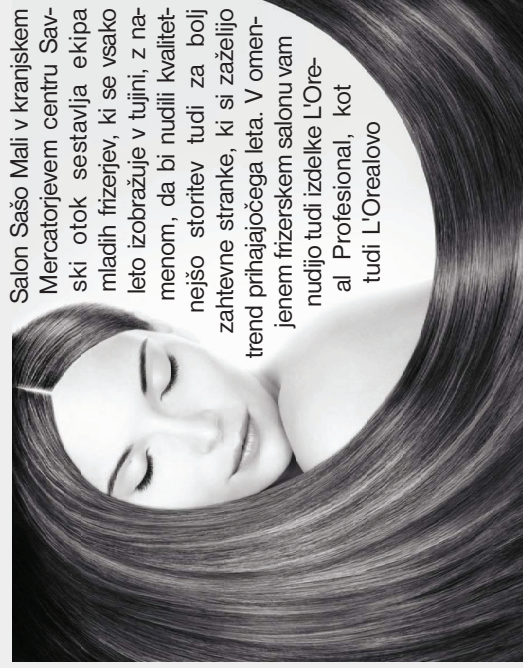 Salon Sašo Mali v kranjskem
Mercatorjevem centru Sav-
ski otok sestavlja ekipa
mladih frizerjev, ki se vsako
leto izobražuje v tujini, z na-
menom, da bi nudili kvalitet-
nejšo storitev tudi za bolj
zahtevne stranke, ki si zaželijo
trend prihajajočega leta. V omen-
jenem frizerskem salonu vam
nudijo tudi izdelke L'Ore-
al Profesional, kot
tudi L'Orealovo